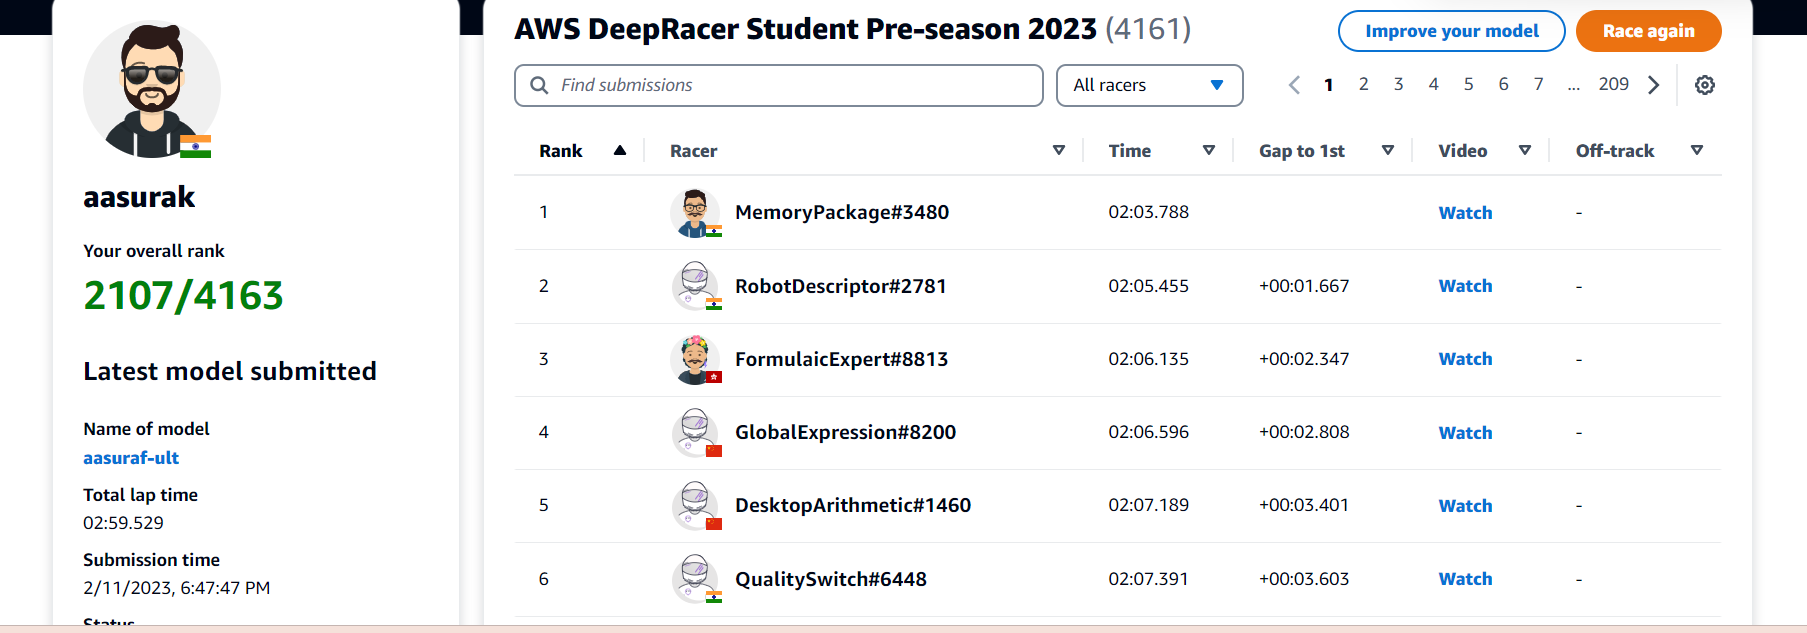 aasurak
Your overall rank
2107/4163
Latest model submitted
Name of model
aasuraf-ult
Total lap time
02:59.529
Submission time
2/11/2023, 6:47:47 PM
Status
AWS DeepRacer Student Pre-season 2023 (4161)
Improve your model
Race again
Find submissions
All racers
1 2 3 4 5 6 7 ... 209
Rank Racer Time Gap to 1st Video Off-track
1 MemoryPackage#3480 02:03.788 Watch -
2 RobotDescriptor#2781 02:05.455 +00:01.667 Watch -
3 FormulaicExpert#8813 02:06.135 +00:02.347 Watch -
4 GlobalExpression#8200 02:06.596 +00:02.808 Watch -
5 DesktopArithmetic#1460 02:07.189 +00:03.401 Watch -
6 QualitySwitch#6448 02:07.391 +00:03.603 Watch -